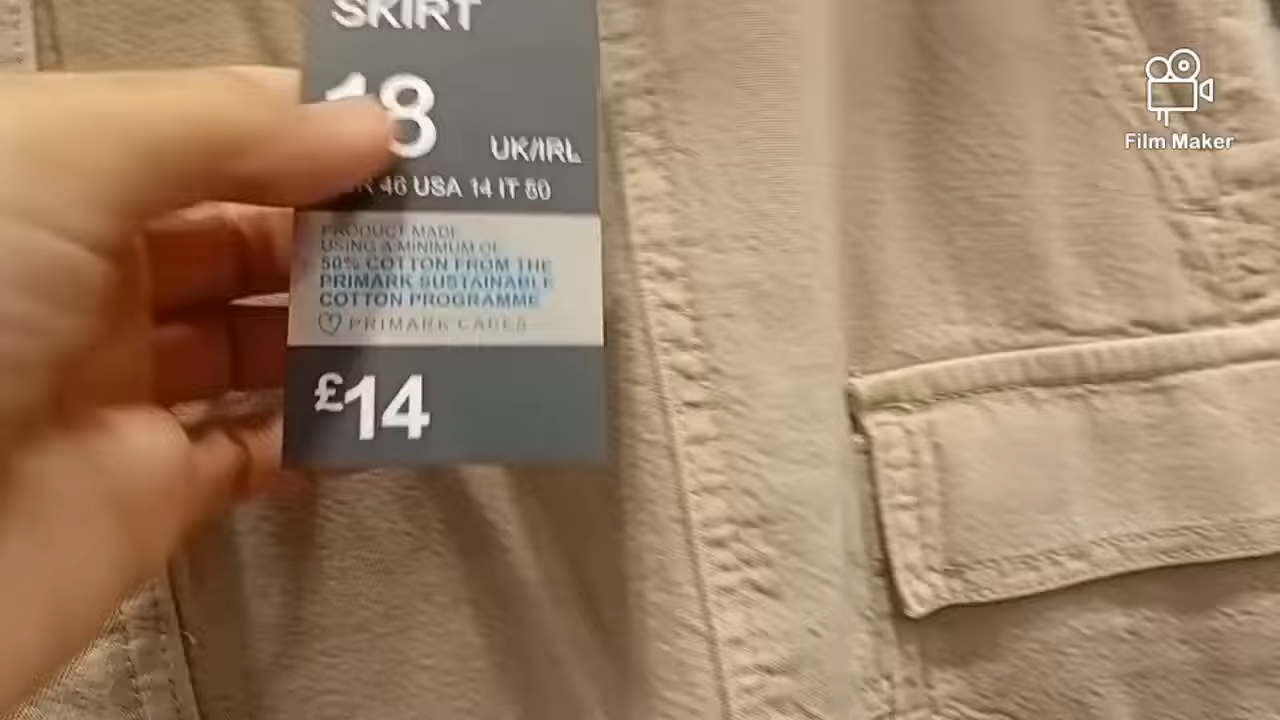 SKIRT
18
UK/IRL
46 USA 14 IT 50
PRODUCT MADE
USING A MINIMUM OF
50% COTTON FROM THE
PRIMARK SUSTAINABLE
COTTON PROGRAMME
PRIMARK CARES
£14
Film Maker